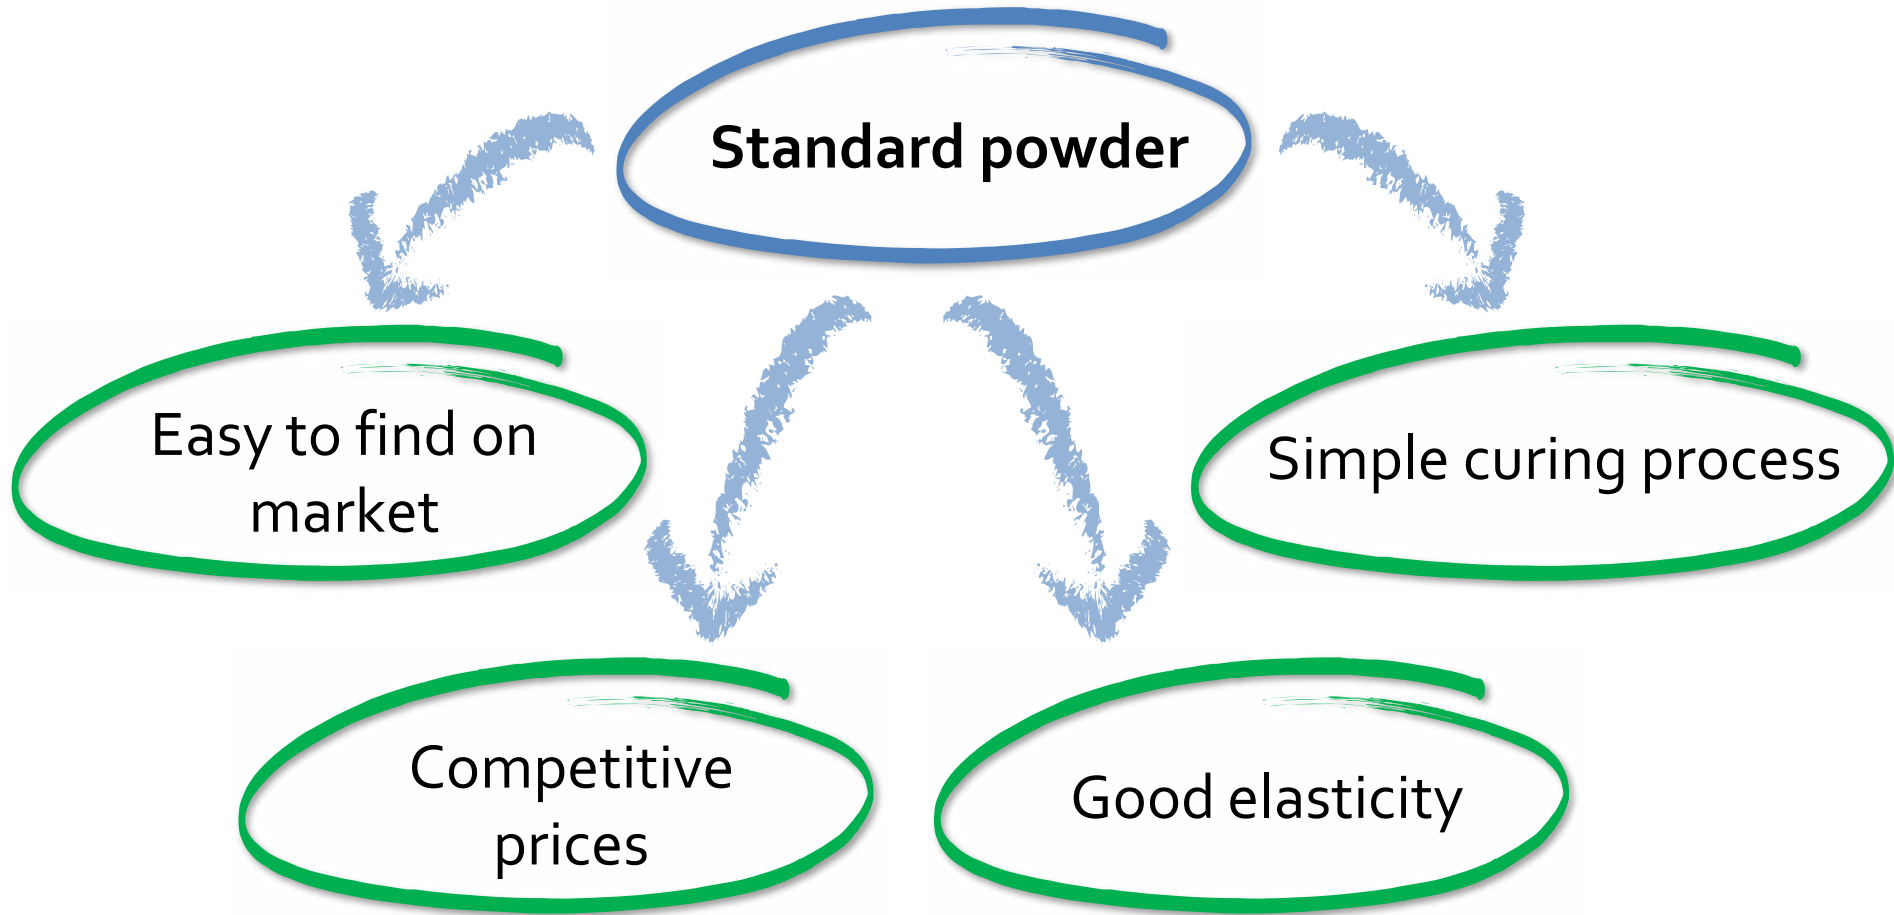 Standard powder
Easy to find on
market
Simple curing process
Competitive
prices
Good elasticity